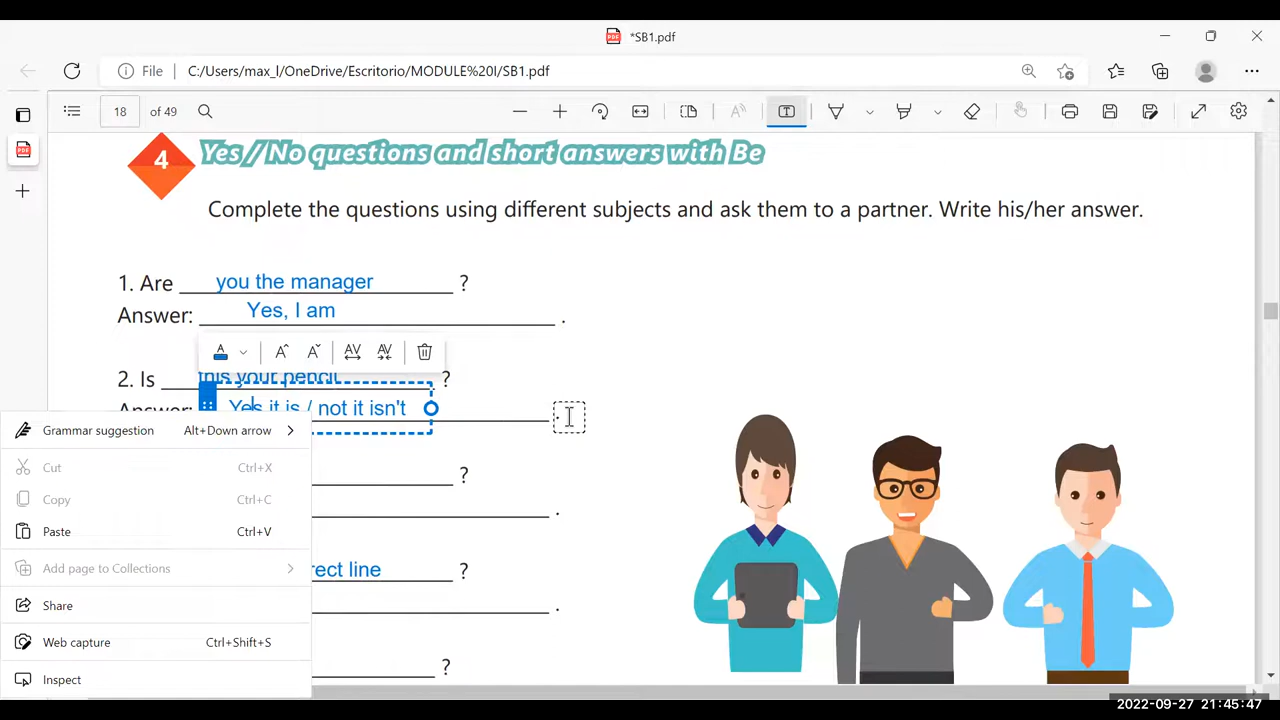 *SB1.pdf
File C:/Users/max_l/OneDrive/Escritorio/MODULE%20I/SB1.pdf
18 of 49
4 Yes / No questions and short answers with Be
Complete the questions using different subjects and ask them to a partner. Write his/her answer.
1. Are you the manager ?
Answer: Yes, I am .
2. Is this your pencil ?
Answer: Yes it is / not it isn't .
Grammar suggestion Alt+Down arrow
Cut Ctrl+X
Copy Ctrl+C
Paste Ctrl+V
Add page to Collections
Share
Web capture Ctrl+Shift+S
Inspect
?
.
rect line ?
.
?
2022-09-27 21:45:47